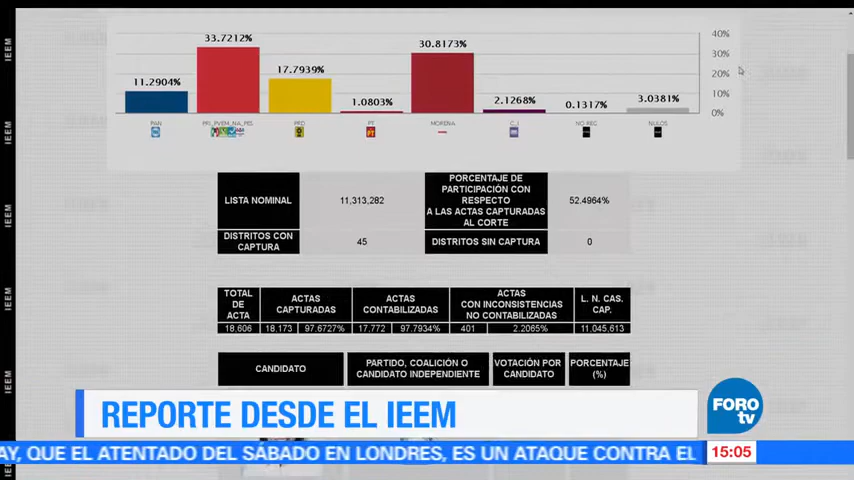 IEEM
IEEM
IEEM
IEEM
IEEM
33.7212%
30.8173%
17.7939%
11.2904%
1.0803%
2.1268%
0.1317%
3.0381%
40%
30%
20%
10%
0%
PAN
PRI_PVEM_NA_PES
PRD
PT
MORENA
C_I
NO REG
NULOS
LISTA NOMINAL
11,313,282
PORCENTAJE DE
PARTICIPACIÓN CON
RESPECTO
A LAS ACTAS CAPTURADAS
AL CORTE
52.4964%
DISTRITOS CON
CAPTURA
45
DISTRITOS SIN CAPTURA
0
TOTAL
DE
ACTA
ACTAS
CAPTURADAS
ACTAS
CONTABILIZADAS
ACTAS
CON INCONSISTENCIAS
NO CONTABILIZADAS
L. N. CAS.
CAP.
18,606 18,173 97.6727% 17,772 97.7934% 401 2.2065% 11,045,613
CANDIDATO
PARTIDO, COALICIÓN O
CANDIDATO INDEPENDIENTE
VOTACIÓN POR
CANDIDATO
PORCENTAJE
(%)
REPORTE DESDE EL IEEM
FORO
tv
AY, QUE EL ATENTADO DEL SÁBADO EN LONDRES, ES UN ATAQUE CONTRA EL
15:05